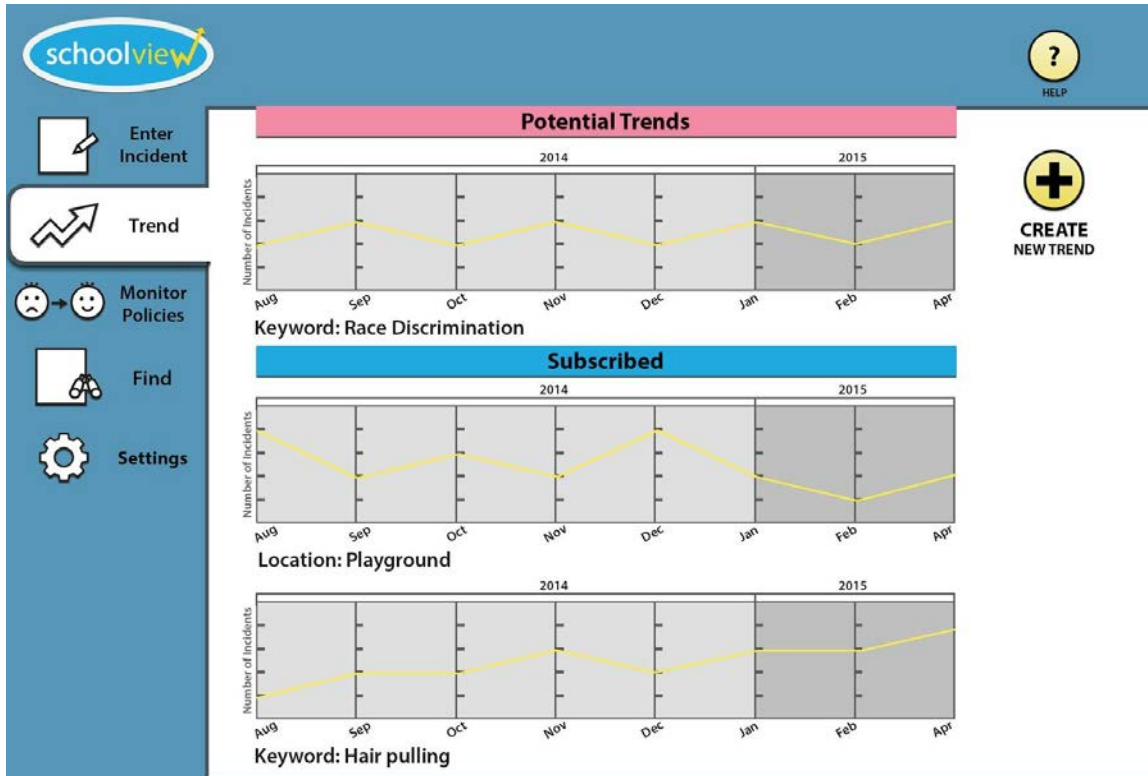 schoolview
?
HELP
Enter
Incident
Trend
Monitor
Policies
Find
Settings
Potential Trends
2014 2015
Number of Incidents
Aug Sep Oct Nov Dec Jan Feb Apr
Keyword: Race Discrimination
Subscribed
2014 2015
Number of Incidents
Aug Sep Oct Nov Dec Jan Feb Apr
Location: Playground
2014 2015
Number of Incidents
Aug Sep Oct Nov Dec Jan Feb Apr
Keyword: Hair pulling
CREATE
NEW TREND